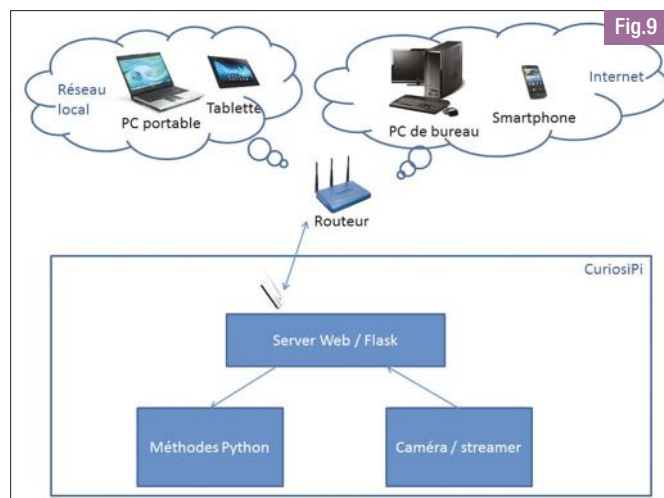 Fig.9
Réseau
local
PC portable
Tablette
PC de bureau
Smartphone
Internet
Routeur
CuriosiPi
Server Web / Flask
Méthodes Python
Caméra / streamer